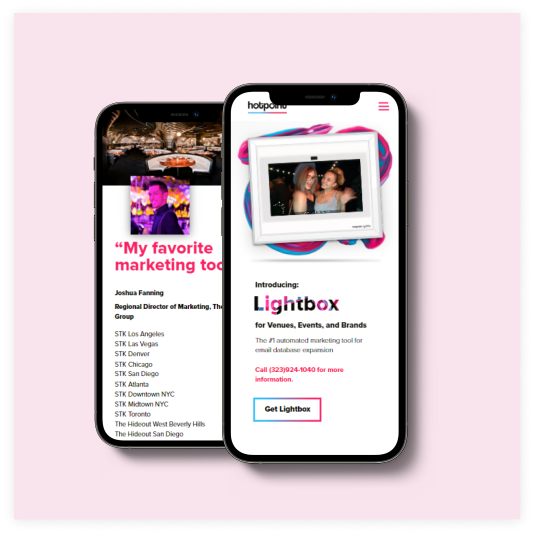 “My favorite
marketing too
Joshua Fanning
Regional Director of Marketing, The
Group
STK Los Angeles
STK Las Vegas
STK Denver
STK Chicago
STK San Diego
STK Atlanta
STK Downtown NYC
STK Midtown NYC
STK Toronto
The Hideout West Beverly Hills
The Hideout San Diego
hotpoint
Introducing:
Lightbox
for Venues, Events, and Brands
The #1 automated marketing tool for
email database expansion
Call (323)924-1040 for more
information.
Get Lightbox